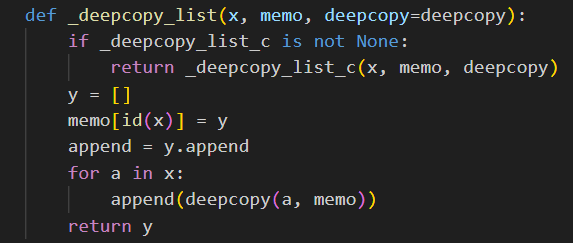 def _deepcopy_list(x, memo, deepcopy=deepcopy):
    if _deepcopy_list_c is not None:
        return _deepcopy_list_c(x, memo, deepcopy)
    y = []
    memo[id(x)] = y
    append = y.append
    for a in x:
        append(deepcopy(a, memo))
    return y